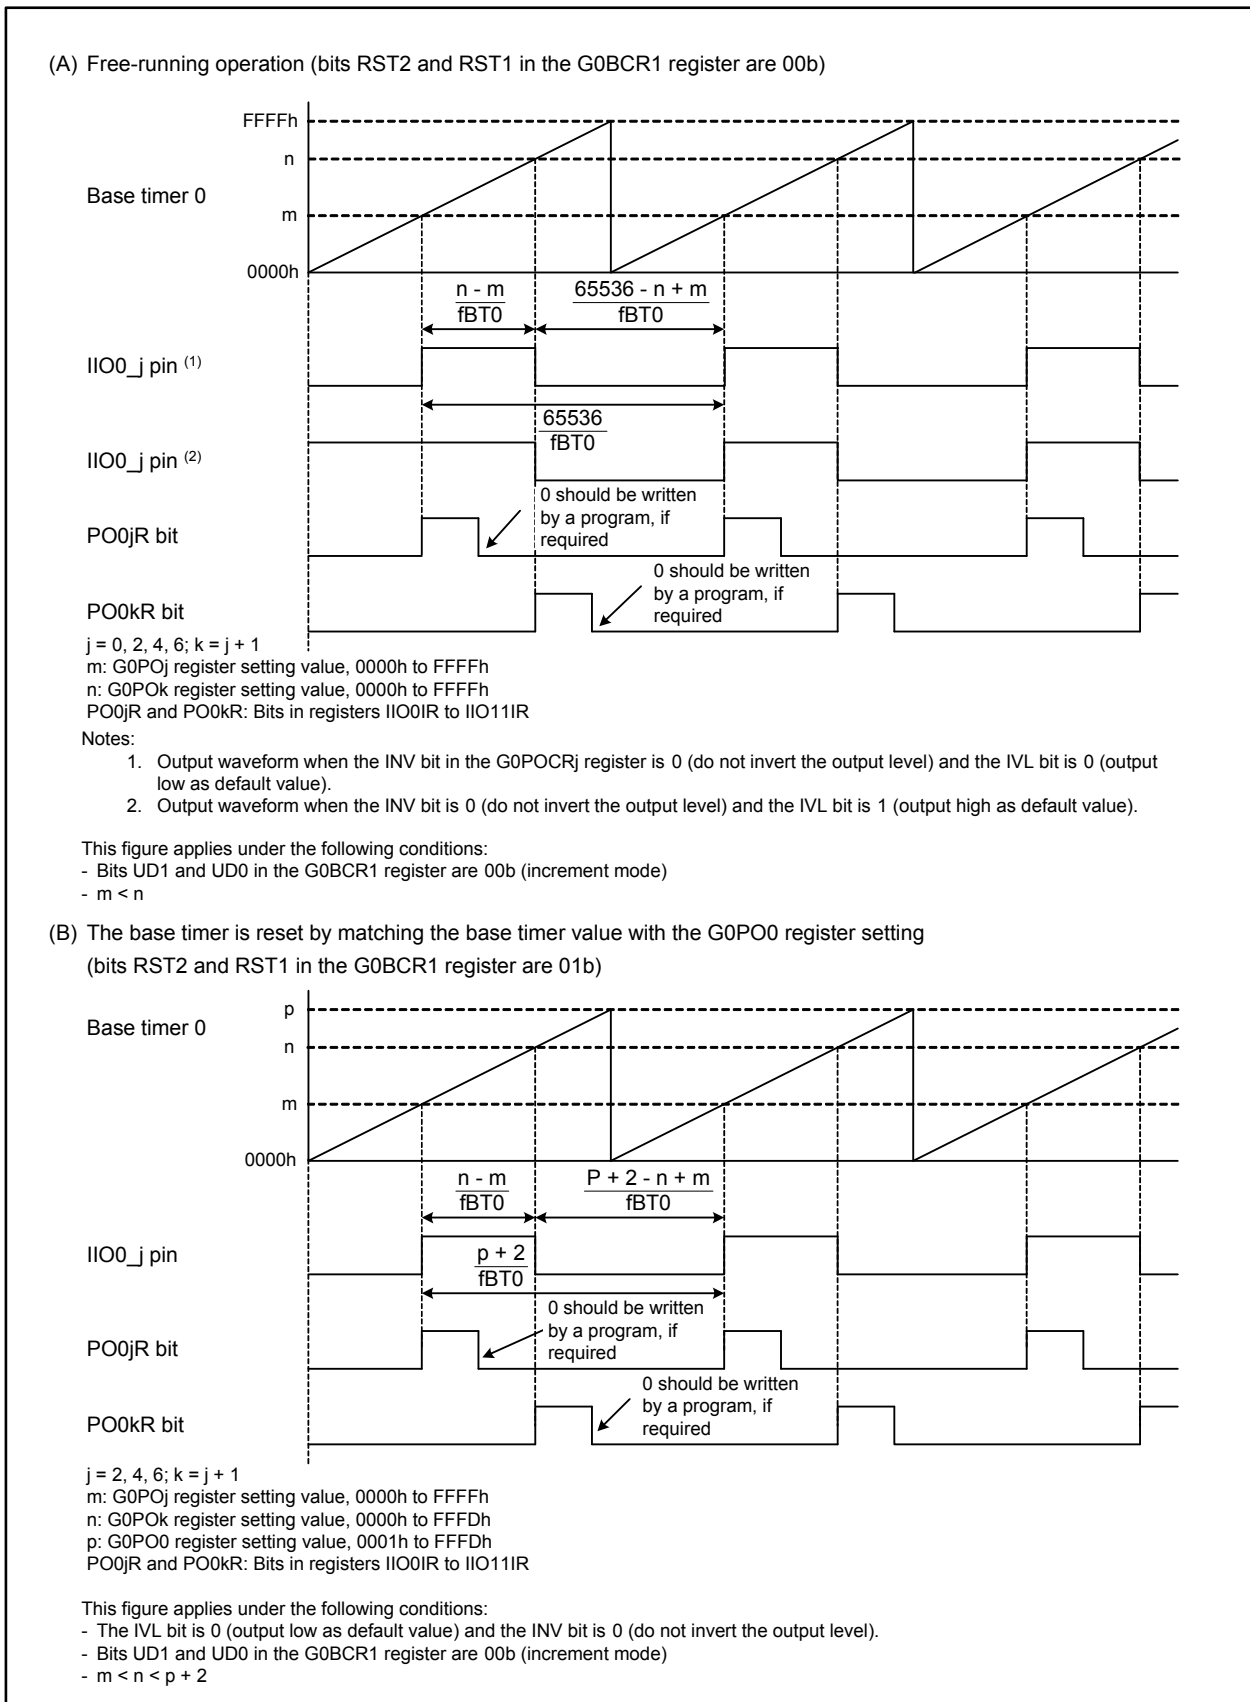 (A) Free-running operation (bits RST2 and RST1 in the G0BCR1 register are 00b)
FFFFh
n
Base timer 0
m
0000h
n - m
fBT0
65536 - n + m
fBT0
IIO0_j pin (1)
65536
fBT0
IIO0_j pin (2)
0 should be written
by a program, if
required
PO0jR bit
0 should be written
by a program, if
required
PO0kR bit
j = 0, 2, 4, 6; k = j + 1
m: G0POj register setting value, 0000h to FFFFh
n: G0POk register setting value, 0000h to FFFFh
PO0jR and PO0kR: Bits in registers IIO0IR to IIO11IR
Notes:
1. Output waveform when the INV bit in the G0POCRj register is 0 (do not invert the output level) and the IVL bit is 0 (output
low as default value).
2. Output waveform when the INV bit is 0 (do not invert the output level) and the IVL bit is 1 (output high as default value).
This figure applies under the following conditions:
- Bits UD1 and UD0 in the G0BCR1 register are 00b (increment mode)
- m < n
(B) The base timer is reset by matching the base timer value with the G0PO0 register setting
(bits RST2 and RST1 in the G0BCR1 register are 01b)
p
Base timer 0
n
m
0000h
n - m
fBT0
P + 2 - n + m
fBT0
IIO0_j pin
p + 2
fBT0
0 should be written
by a program, if
required
PO0jR bit
0 should be written
by a program, if
required
PO0kR bit
j = 2, 4, 6; k = j + 1
m: G0POj register setting value, 0000h to FFFFh
n: G0POk register setting value, 0000h to FFFDh
p: G0PO0 register setting value, 0001h to FFFDh
PO0jR and PO0kR: Bits in registers IIO0IR to IIO11IR
This figure applies under the following conditions:
- The IVL bit is 0 (output low as default value) and the INV bit is 0 (do not invert the output level).
- Bits UD1 and UD0 in the G0BCR1 register are 00b (increment mode)
- m < n < p + 2